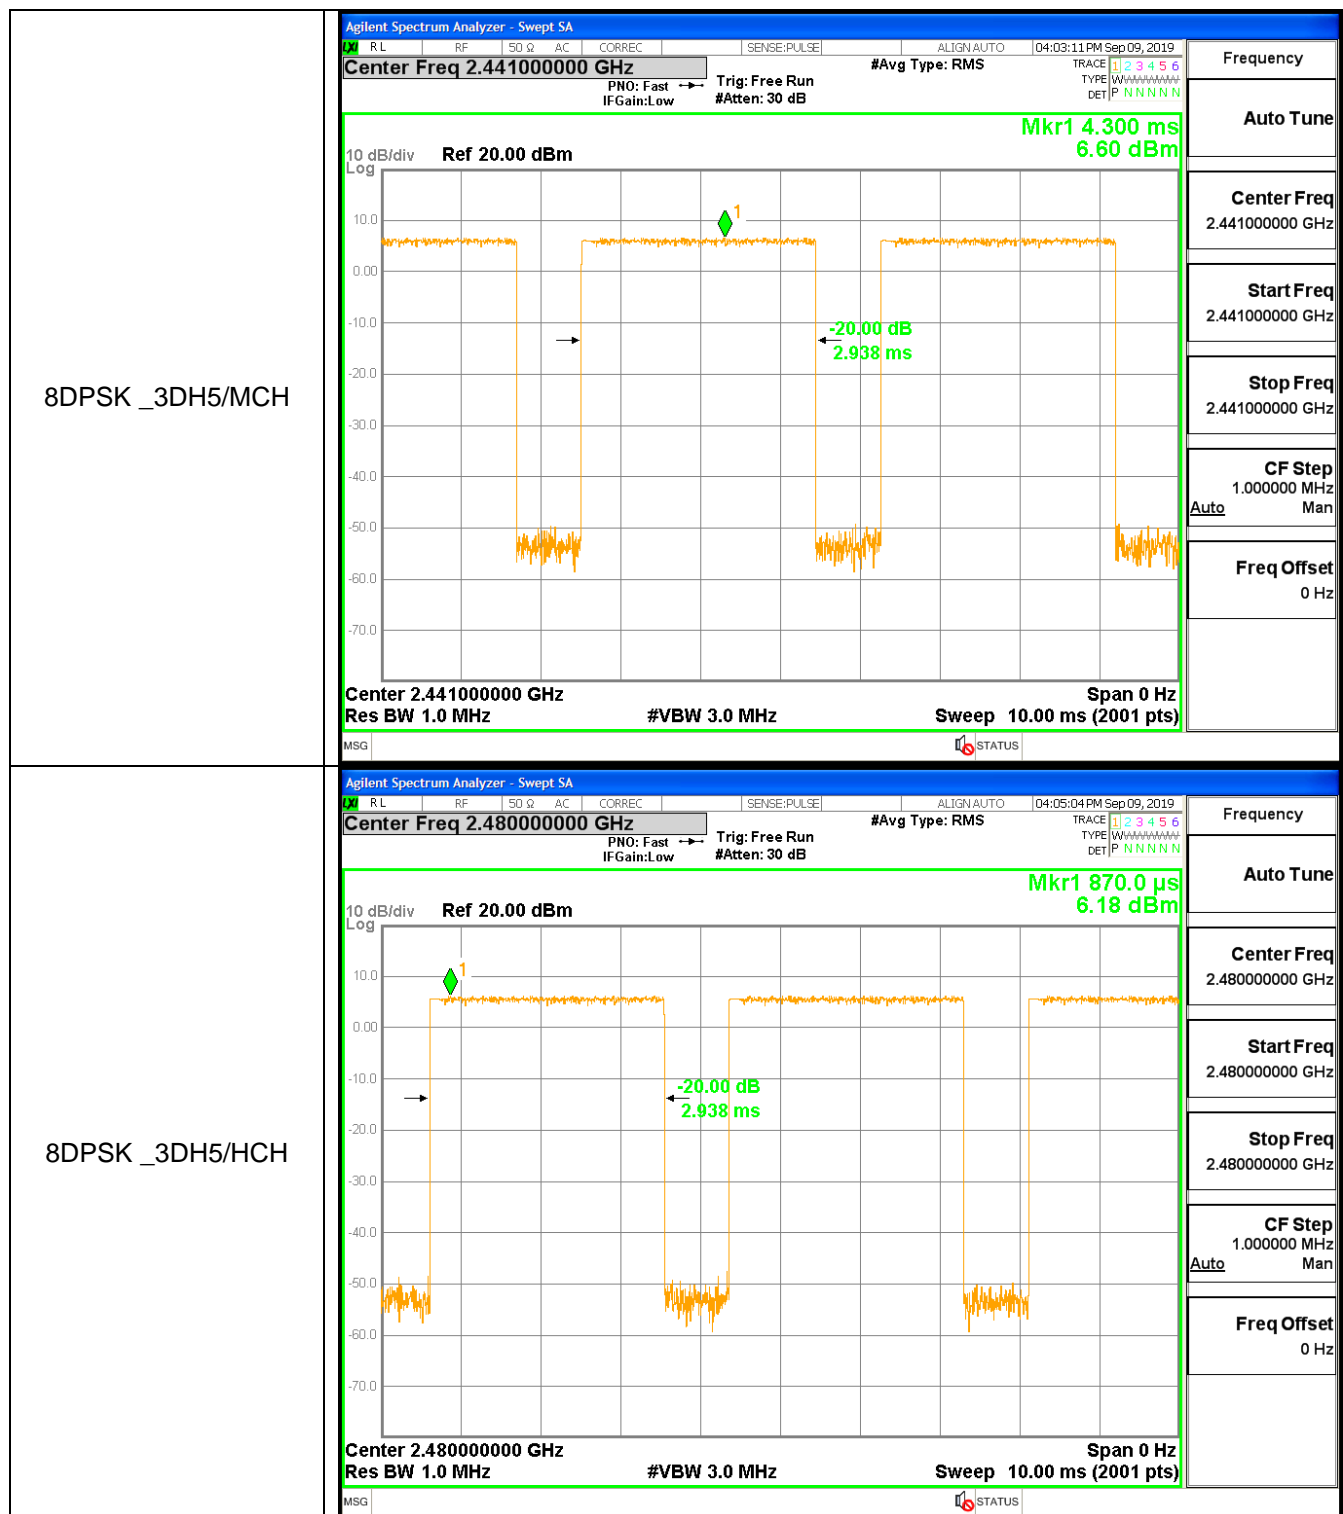 8DPSK _3DH5/MCH
Agilent Spectrum Analyzer - Swept SA
LXI RL RF 50 Ω AC CORREC SENSE:PULSE ALIGN AUTO 04:03:11 PM Sep 09, 2019
Center Freq 2.441000000 GHz
PNO: Fast
IFGain:Low
Trig: Free Run
#Atten: 30 dB
#Avg Type: RMS
TRACE 1 2 3 4 5 6
TYPE W
DET P N N N N N
Mkr1 4.300 ms
6.60 dBm
10 dB/div
Log
Ref 20.00 dBm
10.0
0.00
-10.0
-20.0
-30.0
-40.0
-50.0
-60.0
-70.0
1
-20.00 dB
2.938 ms
Center 2.441000000 GHz
Span 0 Hz
Res BW 1.0 MHz
#VBW 3.0 MHz
Sweep 10.00 ms (2001 pts)
MSG
STATUS
Frequency
Auto Tune
Center Freq
2.441000000 GHz
Start Freq
2.441000000 GHz
Stop Freq
2.441000000 GHz
CF Step
1.000000 MHz
Auto Man
Freq Offset
0 Hz
8DPSK _3DH5/HCH
Agilent Spectrum Analyzer - Swept SA
LXI RL RF 50 Ω AC CORREC SENSE:PULSE ALIGN AUTO 04:05:04 PM Sep 09, 2019
Center Freq 2.480000000 GHz
PNO: Fast
IFGain:Low
Trig: Free Run
#Atten: 30 dB
#Avg Type: RMS
TRACE 1 2 3 4 5 6
TYPE W
DET P N N N N N
Mkr1 870.0 µs
6.18 dBm
10 dB/div
Log
Ref 20.00 dBm
10.0
0.00
-10.0
-20.0
-30.0
-40.0
-50.0
-60.0
-70.0
1
-20.00 dB
2.938 ms
Center 2.480000000 GHz
Span 0 Hz
Res BW 1.0 MHz
#VBW 3.0 MHz
Sweep 10.00 ms (2001 pts)
MSG
STATUS
Frequency
Auto Tune
Center Freq
2.480000000 GHz
Start Freq
2.480000000 GHz
Stop Freq
2.480000000 GHz
CF Step
1.000000 MHz
Auto Man
Freq Offset
0 Hz